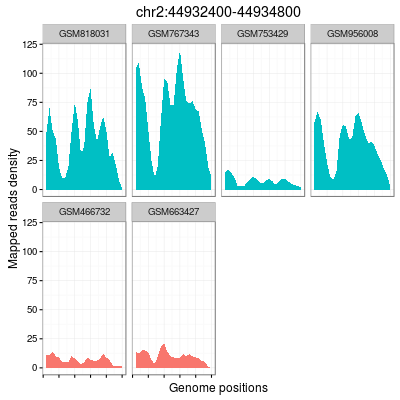 chr2:44932400-44934800
GSM818031 GSM767343 GSM753429 GSM956008
125
100
75
50
25
0
Mapped reads density
GSM466732 GSM663427
125
100
75
50
25
0
Genome positions